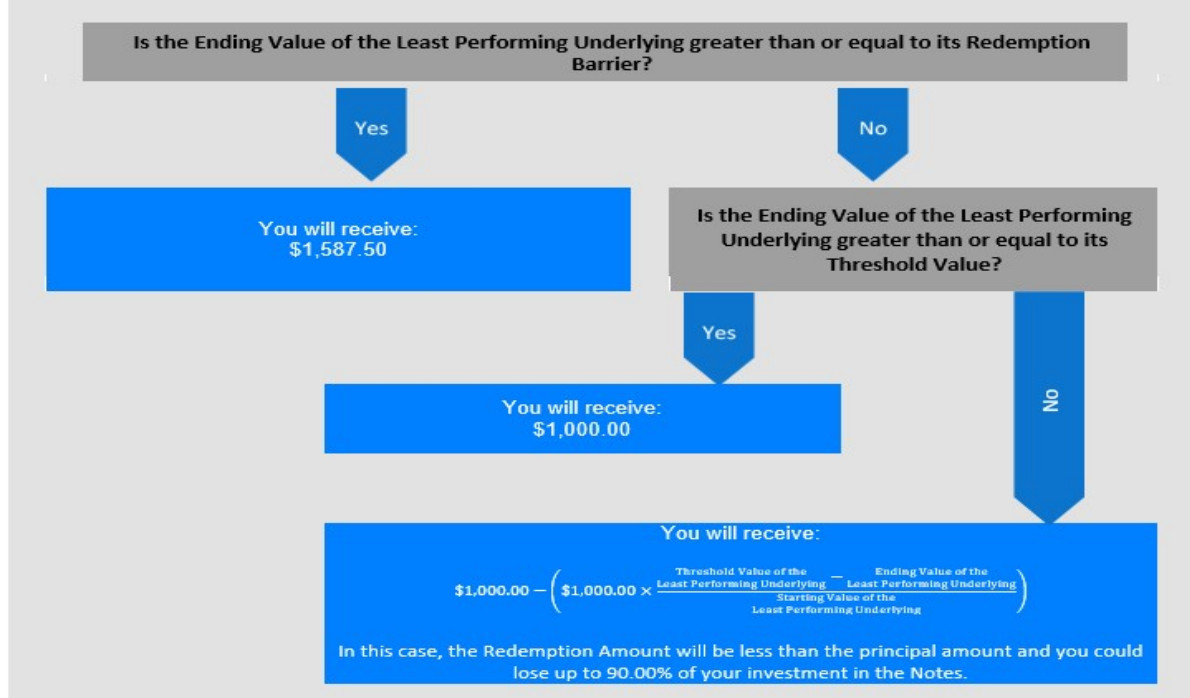 Is the Ending Value of the Least Performing Underlying greater than or equal to its Redemption
Barrier?
Yes
No
You will receive:
$1,587.50
Is the Ending Value of the Least Performing
Underlying greater than or equal to its
Threshold Value?
Yes
No
You will receive:
$1,000.00
You will receive:
$1,000.00 − ($1,000.00 × Threshold Value of the Least Performing Underlying − Ending Value of the Least Performing Underlying
Starting Value of the
Least Performing Underlying)
In this case, the Redemption Amount will be less than the principal amount and you could
lose up to 90.00% of your investment in the Notes.